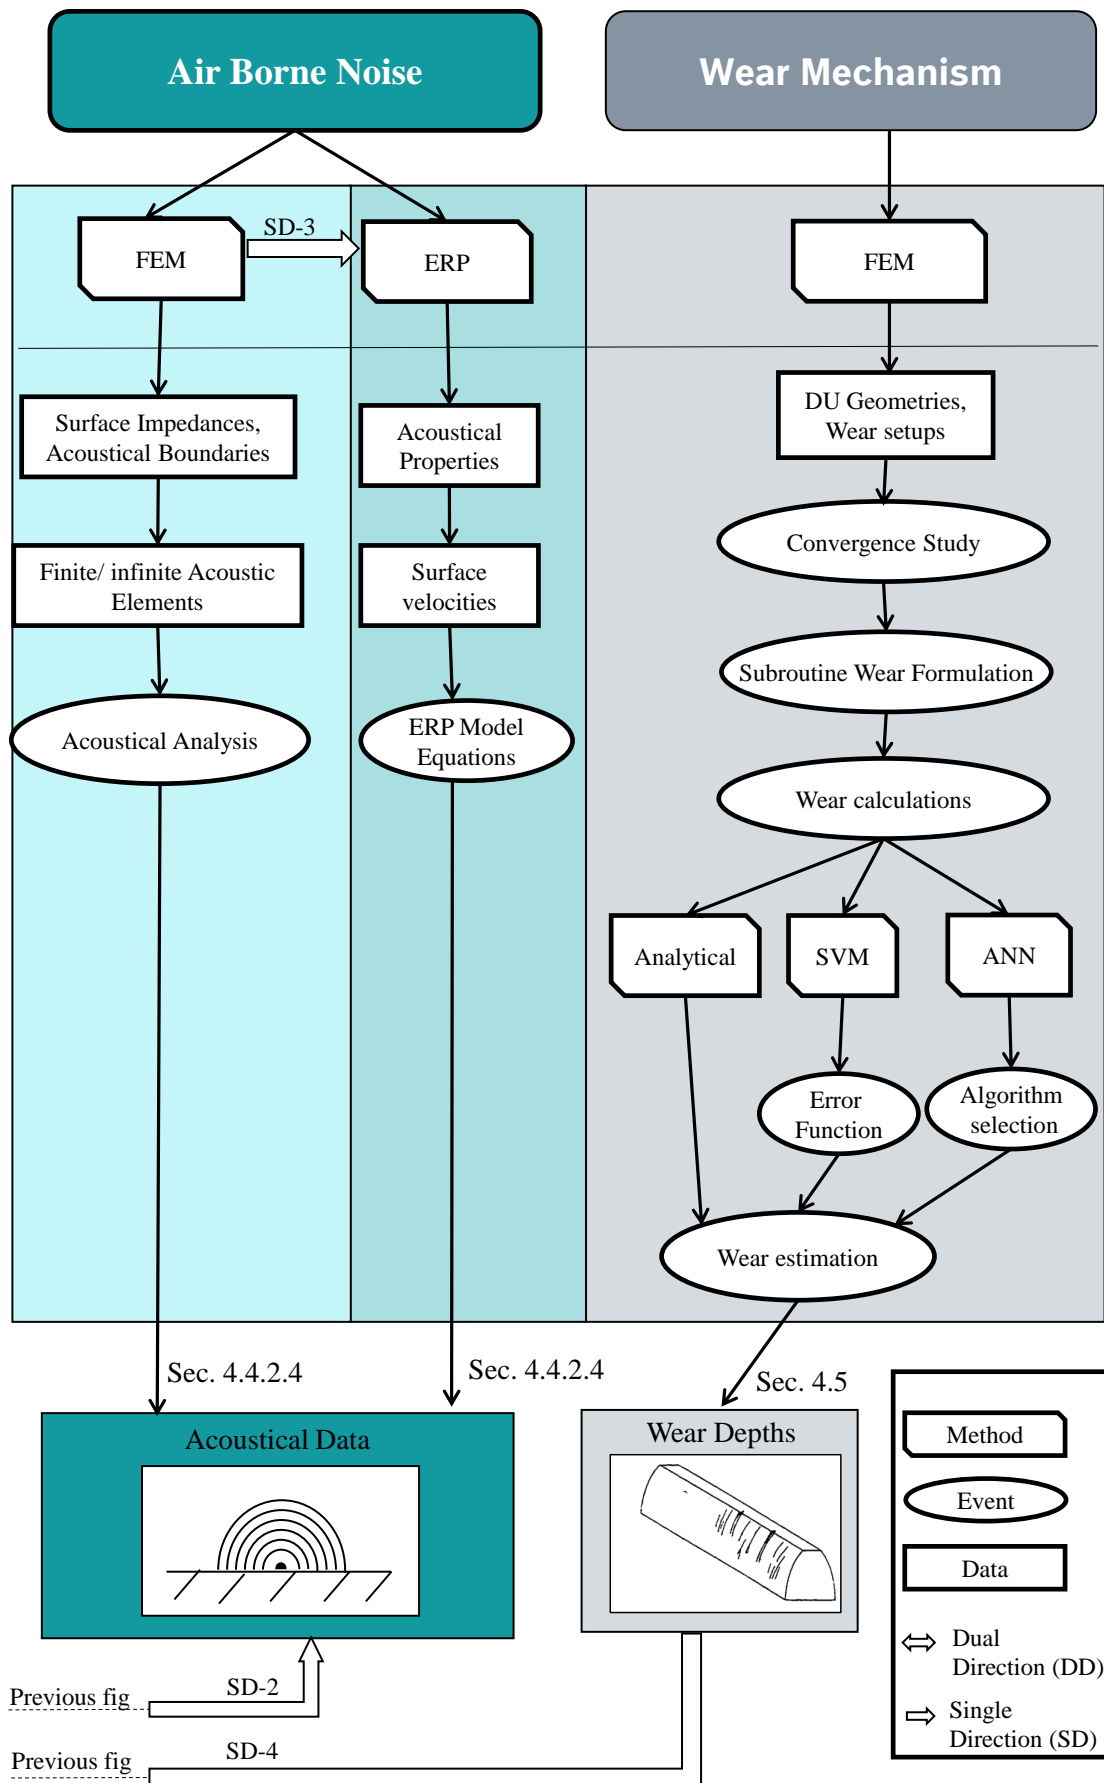 Air Borne Noise
Wear Mechanism
FEM
SD-3
ERP
FEM
Surface Impedances,
Acoustical Boundaries
Acoustical
Properties
DU Geometries,
Wear setups
Finite/ infinite Acoustic
Elements
Surface
velocities
Convergence Study
Subroutine Wear Formulation
Acoustical Analysis
ERP Model
Equations
Wear calculations
Analytical
SVM
ANN
Error
Function
Algorithm
selection
Wear estimation
Sec. 4.4.2.4
Sec. 4.4.2.4
Sec. 4.5
Acoustical Data
Wear Depths
Method
Event
Data
Dual
Direction (DD)
Single
Direction (SD)
Previous fig
SD-2
Previous fig
SD-4